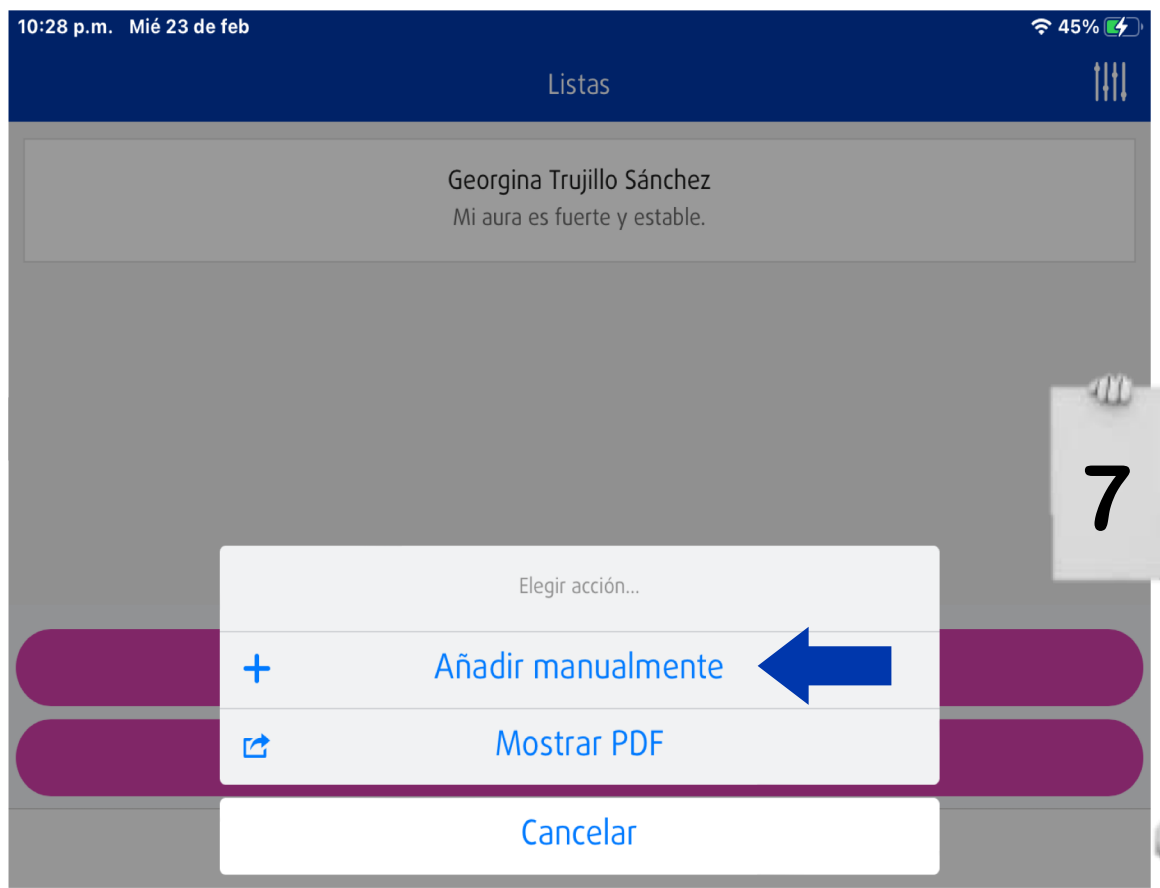 10:28 p.m. Mié 23 de feb 45%
Listas
Georgina Trujillo Sánchez
Mi aura es fuerte y estable.
7
Elegir acción...
Añadir manualmente
Mostrar PDF
Cancelar